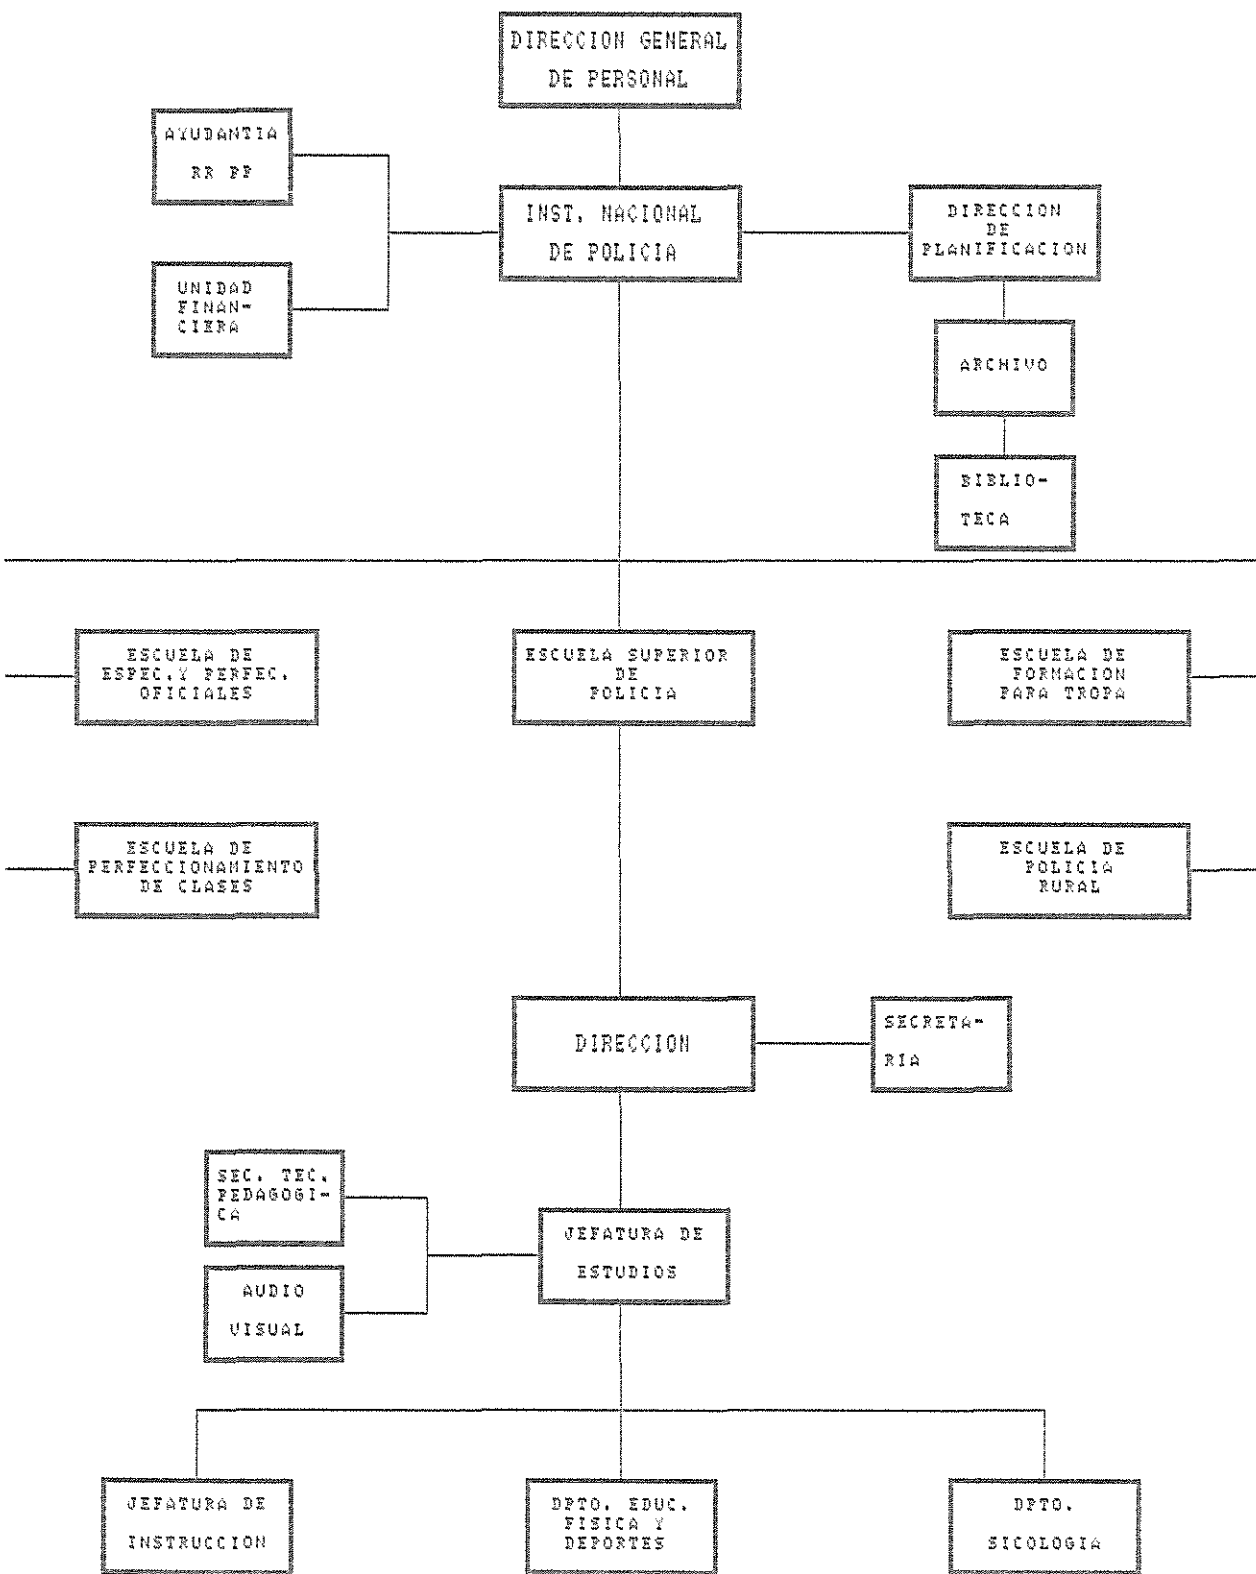 DIRECCION GENERAL
DE PERSONAL
AYUDANTIA
RR PP
INST. NACIONAL
DE POLICIA
DIRECCION
DE
PLANIFICACION
UNIDAD
FINAN-
CIERA
ARCHIVO
BIBLIO-
TECA
ESCUELA DE
ESPEC.Y PERFEC.
OFICIALES
ESCUELA SUPERIOR
DE
POLICIA
ESCUELA DE
FORMACION
PARA TROPA
ESCUELA DE
PERFECCIONAMIENTO
DE CLASES
ESCUELA DE
POLICIA
RURAL
DIRECCION
SECRETA-
RIA
SEC. TEC.
PEDAGOGI-
CA
JEFATURA DE
ESTUDIOS
AUDIO
VISUAL
JEFATURA DE
INSTRUCCION
DPTO. EDUC.
FISICA Y
DEPORTES
DPTO.
SICOLOGIA